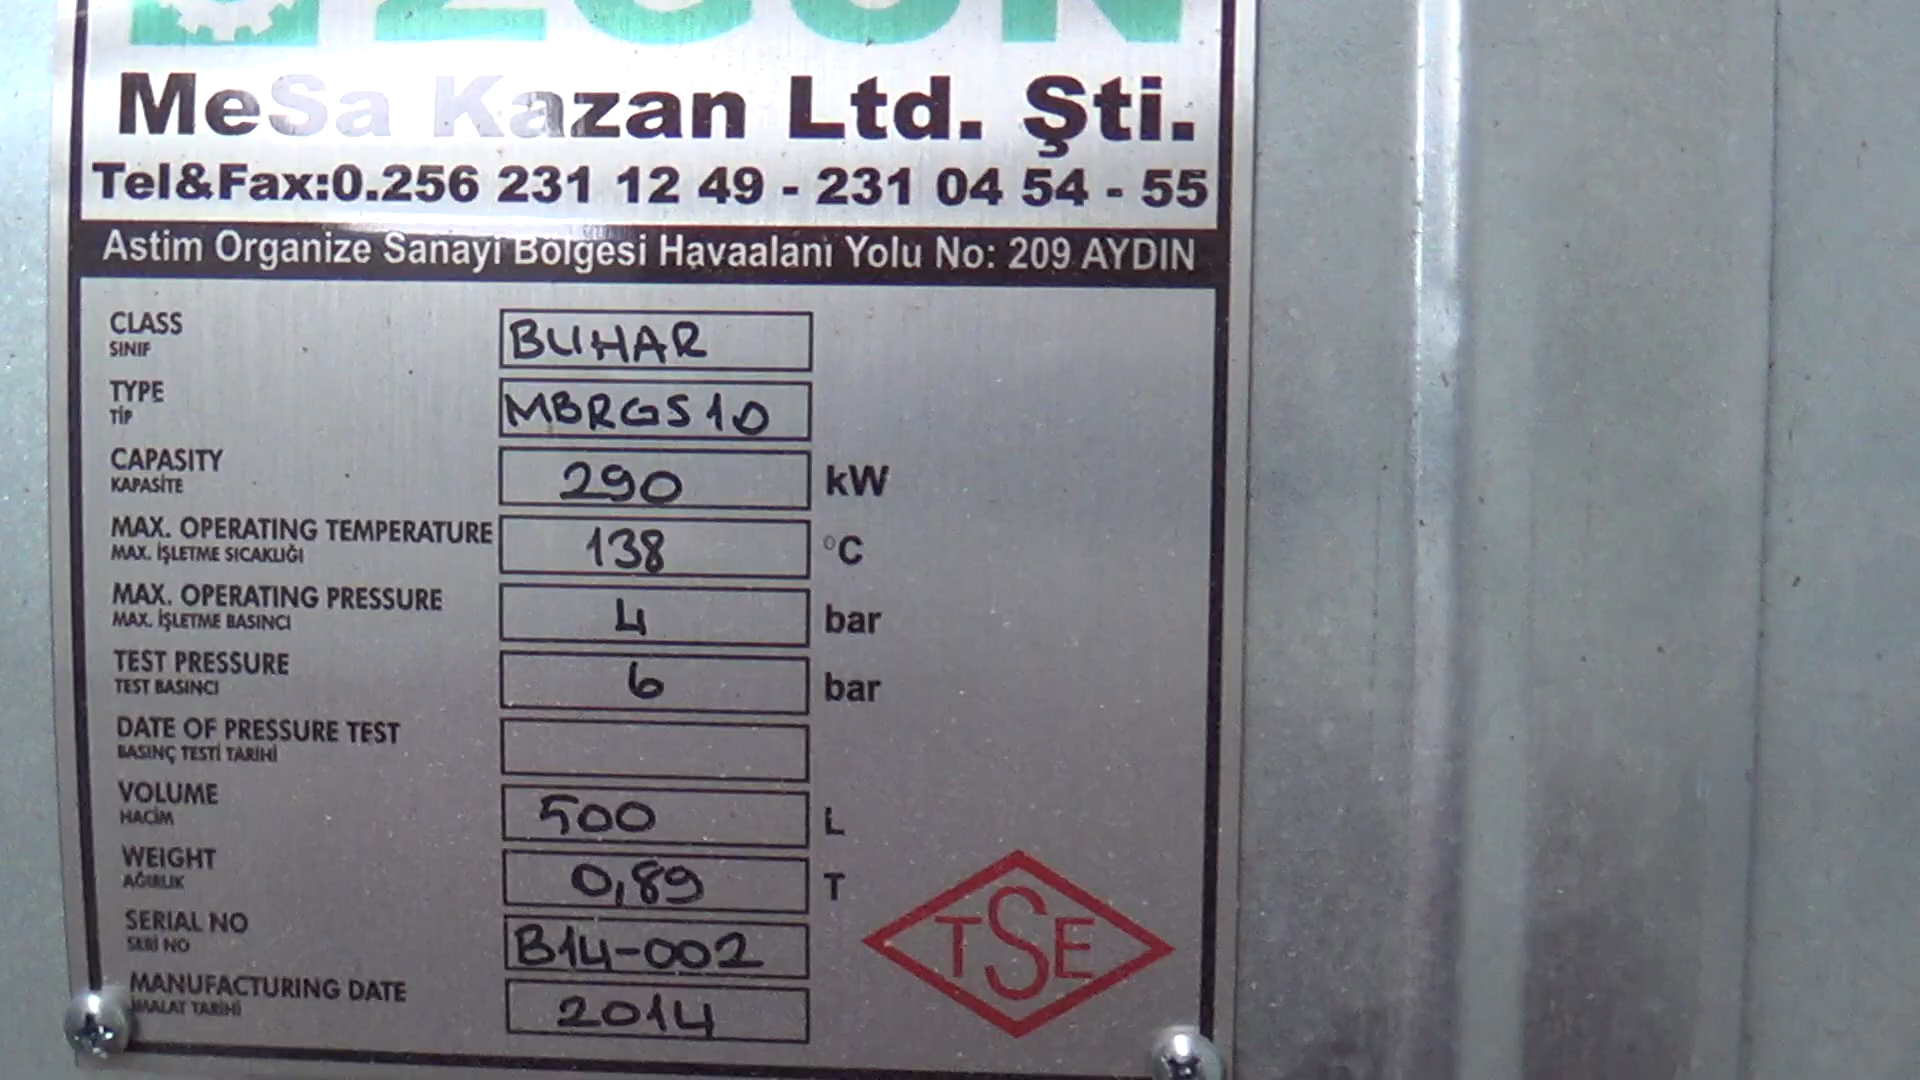 MeSa Kazan Ltd. Şti.
Tel&Fax:0.256 231 12 49 - 231 04 54 - 55
Astim Organize Sanayi Bölgesi Havaalanı Yolu No: 209 AYDIN
CLASS BUHAR
SINIF
TYPE MBRGS10
TİP
CAPASITY 290 kW
KAPASİTE
MAX. OPERATING TEMPERATURE 138 °C
MAX. İŞLETME SICAKLIĞI
MAX. OPERATING PRESSURE 4 bar
MAX. İŞLETME BASINCI
TEST PRESSURE 6 bar
TEST BASINCI
DATE OF PRESSURE TEST
BASINÇ TESTİ TARİHİ
VOLUME 500 L
HACİM
WEIGHT 0,89 T
AĞIRLIK
SERIAL NO B14-002
SERİ NO
MANUFACTURING DATE 2014
İMALAT TARİHİ
TSE